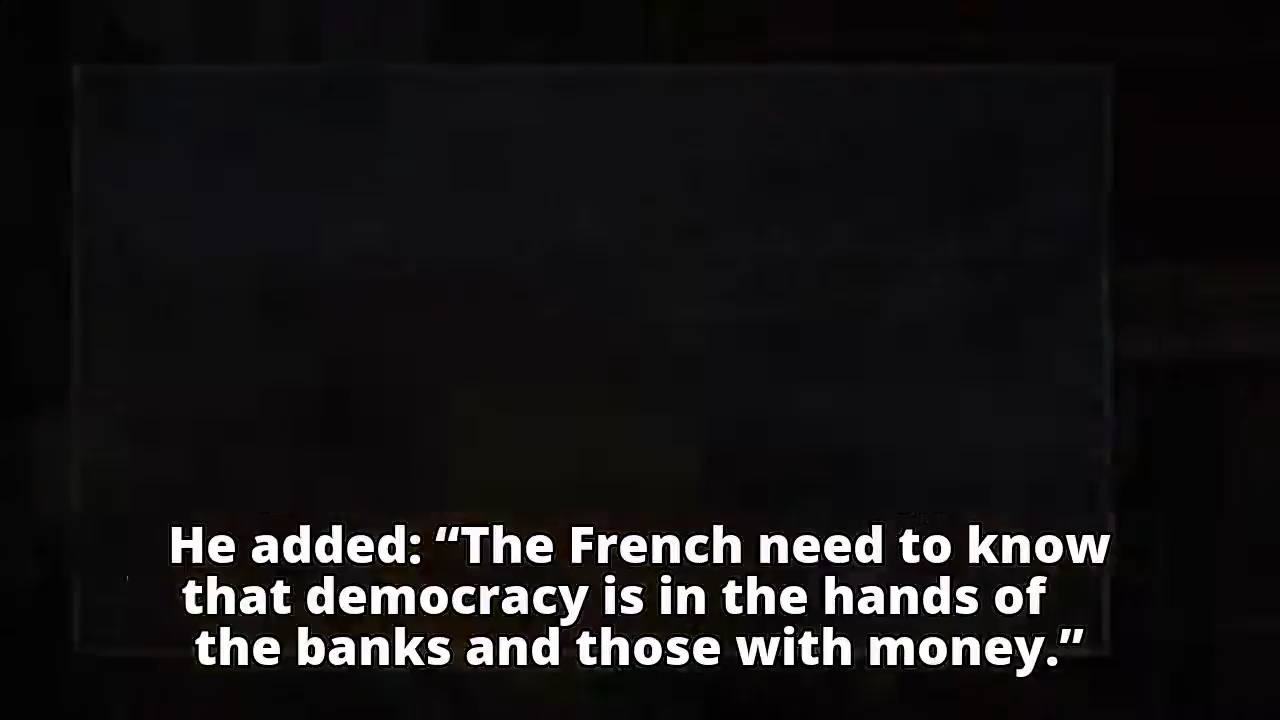 He added: “The French need to know
that democracy is in the hands of
the banks and those with money.”